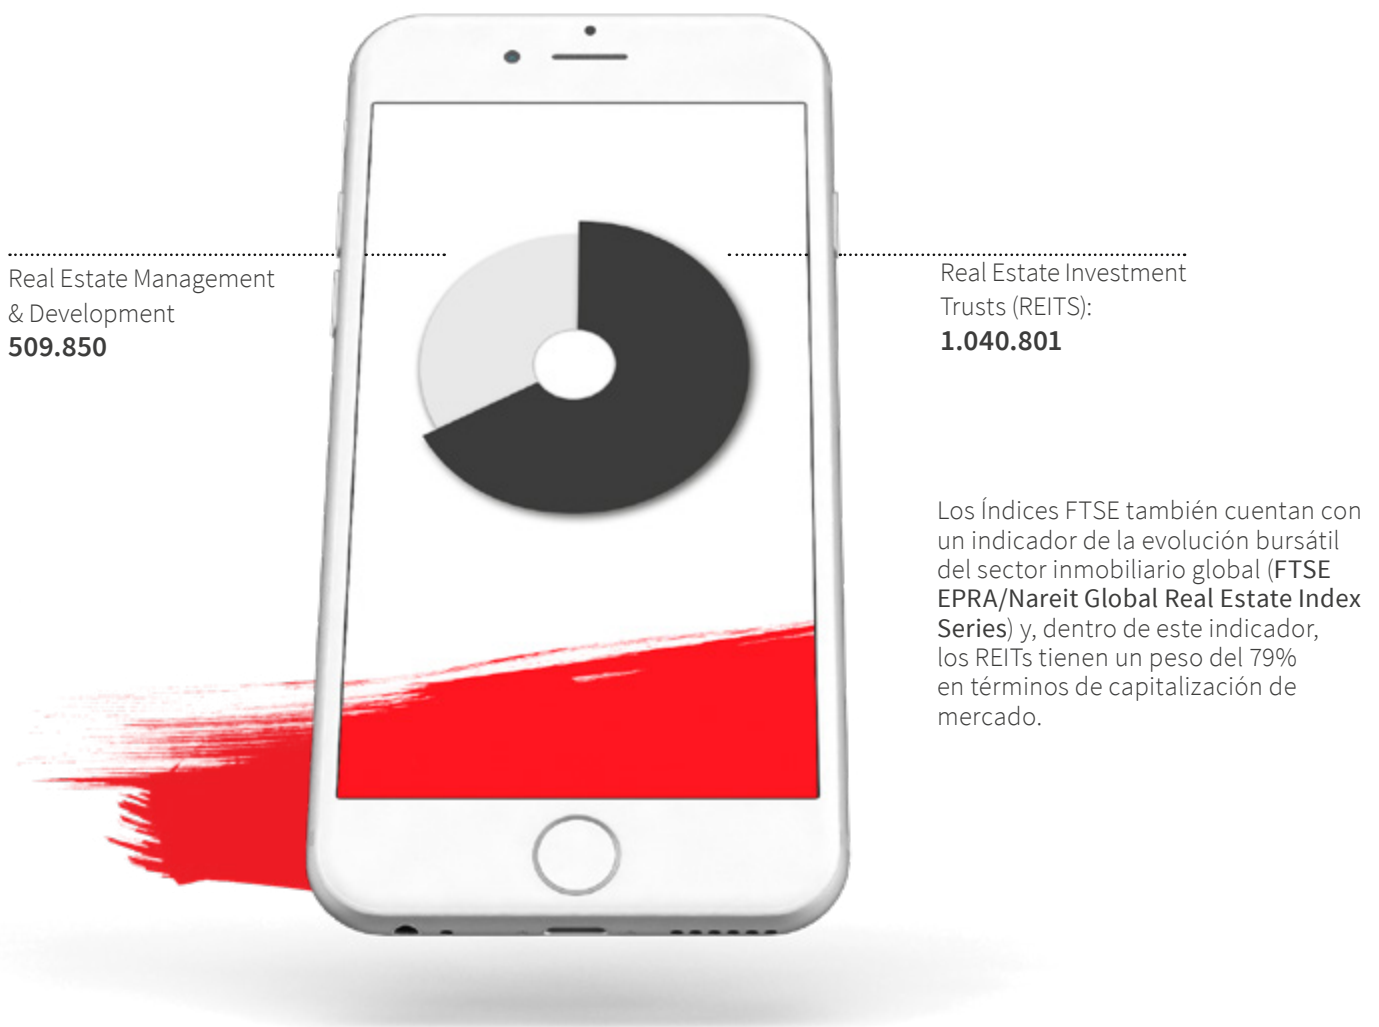 Real Estate Management
& Development
509.850
Real Estate Investment
Trusts (REITS):
1.040.801
Los Índices FTSE también cuentan con
un indicador de la evolución bursátil
del sector inmobiliario global (FTSE
EPRA/Nareit Global Real Estate Index
Series) y, dentro de este indicador,
los REITs tienen un peso del 79%
en términos de capitalización de
mercado.